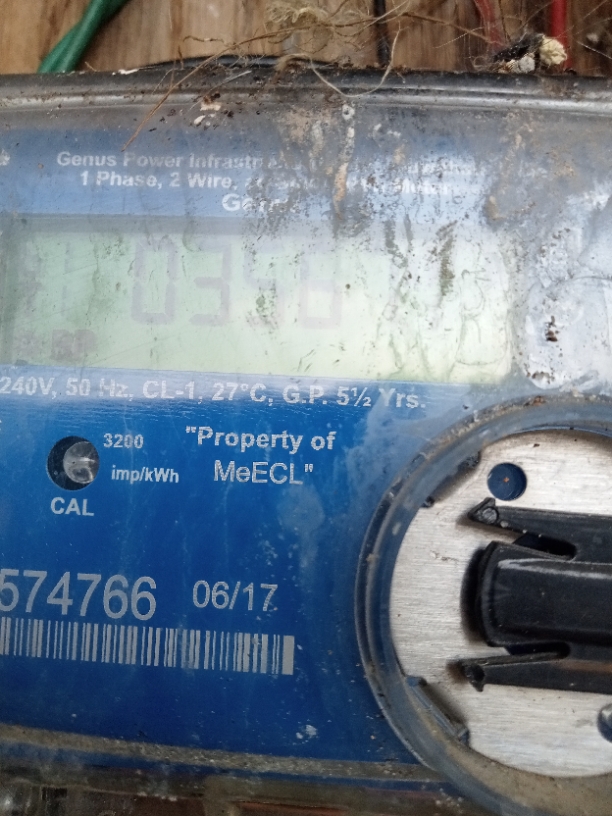 Genus Power Infrastru
1 Phase, 2 Wire,
240V, 50 Hz, CL-1, 27°C, G.P. 5½ Yrs.
3200
imp/kWh
CAL
"Property of
MeECL"
574766 06/17